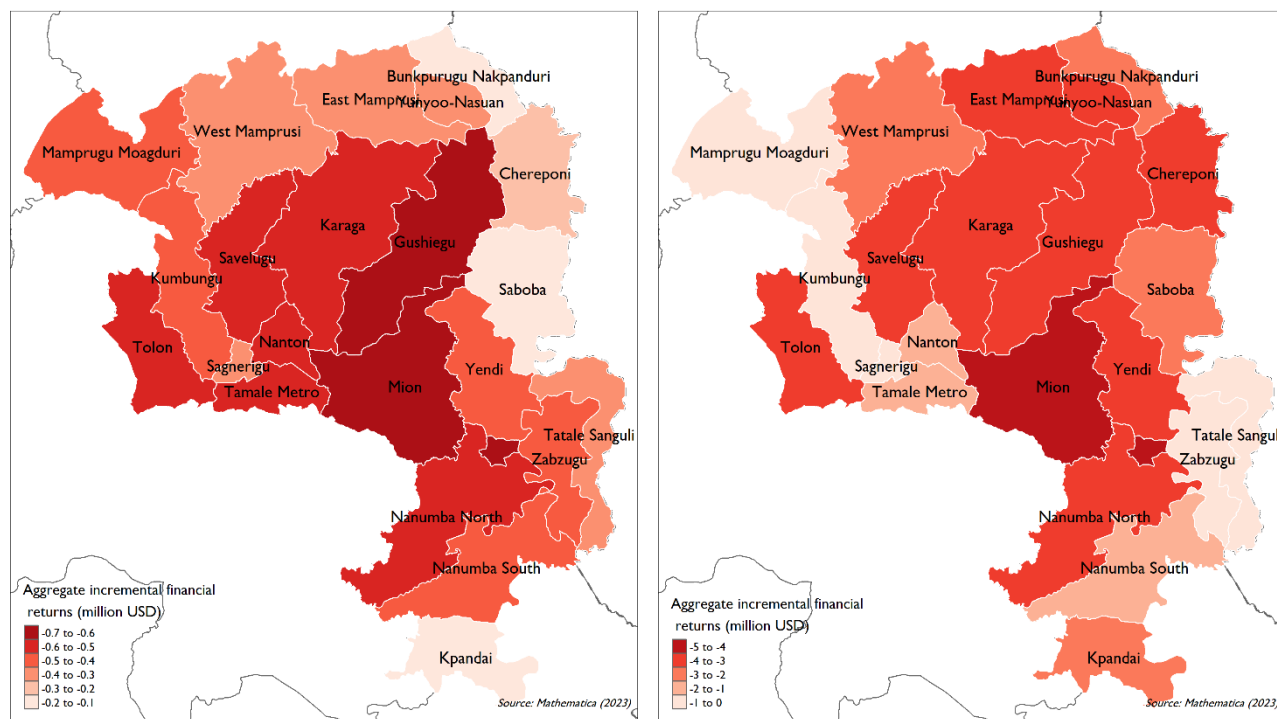 Bunkpurugu Nakpanduri
East Mamprusi
Yunyoo-Nasuan
West Mamprusi
Mamprugu Moagduri
Chereponi
Karaga
Gushiegu
Savelugu
Kumbungu
Saboba
Tolon
Nanton
Sagnerigu
Yendi
Mion
Tamale Metro
Tatale Sanguli
Zabzugu
Nanumba North
Nanumba South
Kpandai
Aggregate incremental financial
returns (million USD)
-0.7 to -0.6
-0.6 to -0.5
-0.5 to -0.4
-0.4 to -0.3
-0.3 to -0.2
-0.2 to -0.1
Source: Mathematica (2023)
Bunkpurugu Nakpanduri
East Mamprusi
Yunyoo-Nasuan
West Mamprusi
Mamprugu Moagduri
Chereponi
Karaga
Gushiegu
Savelugu
Kumbungu
Saboba
Tolon
Nanton
Sagnerigu
Yendi
Mion
Tamale Metro
Tatale Sanguli
Zabzugu
Nanumba North
Nanumba South
Kpandai
Aggregate incremental financial
returns (million USD)
-5 to -4
-4 to -3
-3 to -2
-2 to -1
-1 to 0
Source: Mathematica (2023)